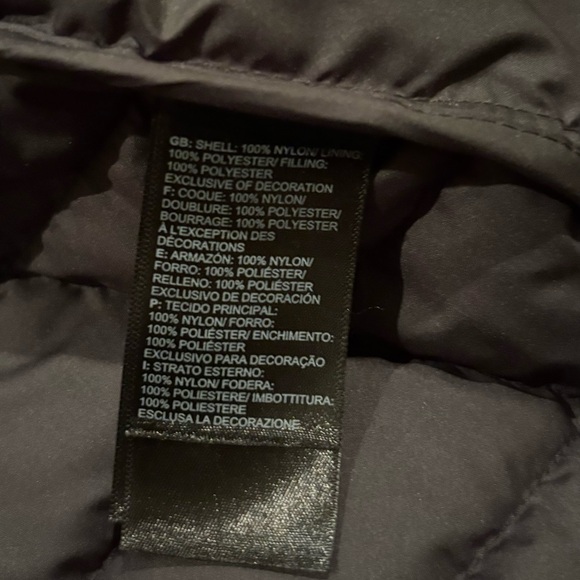 GB: SHELL: 100% NYLON/ LINING:
100% POLYESTER/ FILLING:
100% POLYESTER
EXCLUSIVE OF DECORATION
F: COQUE: 100% NYLON/
DOUBLURE: 100% POLYESTER/
BOURRAGE: 100% POLYESTER
À L'EXCEPTION DES
DÉCORATIONS
E: ARMAZÓN: 100% NYLON/
FORRO: 100% POLIÉSTER/
RELLENO: 100% POLIÉSTER
EXCLUSIVO DE DECORACIÓN
P: TECIDO PRINCIPAL:
100% NYLON/ FORRO:
100% POLIÉSTER/ ENCHIMENTO:
100% POLIÉSTER
EXCLUSIVO PARA DECORAÇÃO
I: STRATO ESTERNO:
100% NYLON/ FODERA:
100% POLIESTERE/ IMBOTTITURA:
100% POLIESTERE
ESCLUSA LA DECORAZIONE